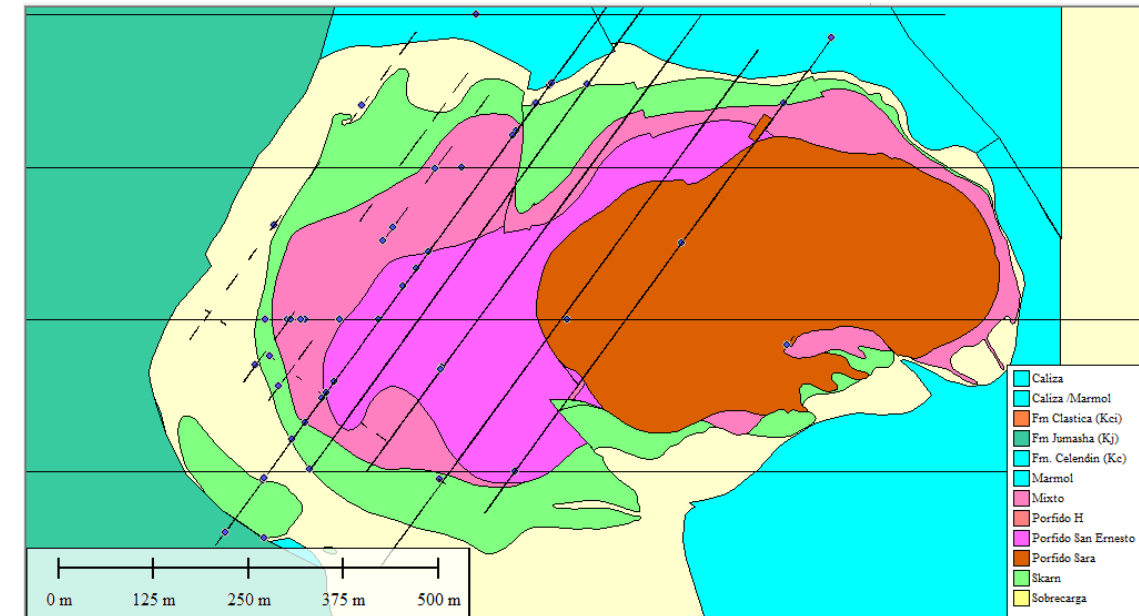 Caliza
Caliza /Marmol
Fm Clastica (Kci)
Fm Jumasha (Kj)
Fm. Celendin (Kc)
Marmol
Mixto
Porfido H
Porfido San Ernesto
Porfido Sara
Skarn
Sobrecarga
0 m 125 m 250 m 375 m 500 m